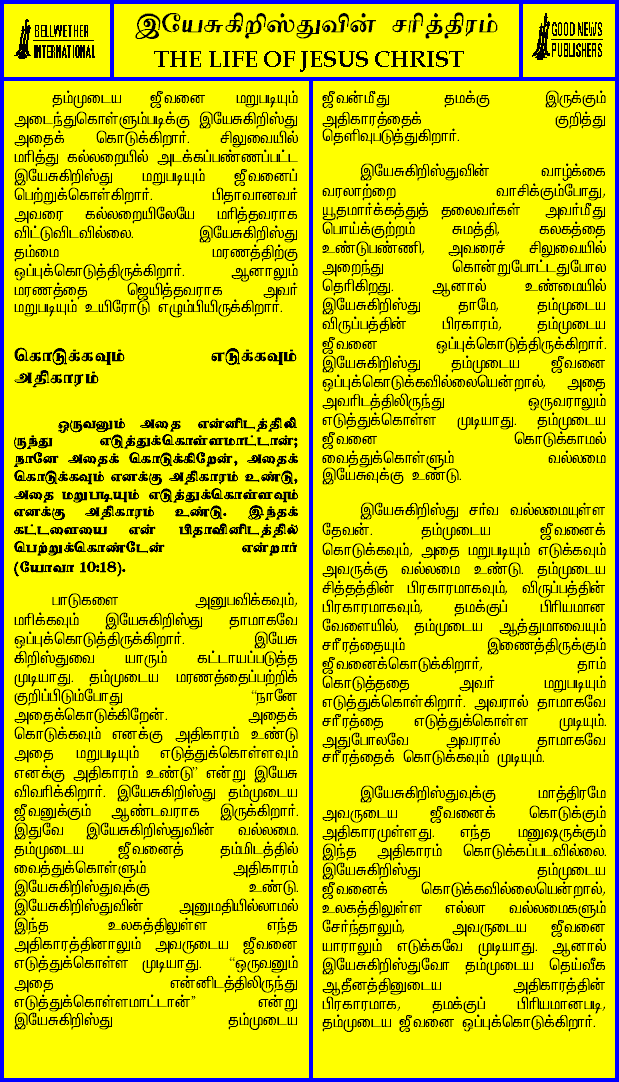 BELLWETHER
INTERNATIONAL
இயேசுகிறிஸ்துவின் சரித்திரம்
THE LIFE OF JESUS CHRIST
GOOD NEWS
PUBLISHERS
தம்முடைய ஜீவனை மறுபடியும்
அடைந்துகொள்ளும்படிக்கு இயேசுகிறிஸ்து
அதைக் கொடுக்கிறார். சிலுவையில்
மரித்து கல்லறையில் அடக்கப்பண்ணப்பட்ட
இயேசுகிறிஸ்து மறுபடியும் ஜீவனைப்
பெற்றுக்கொள்கிறார். பிதாவானவர்
அவரை கல்லறையிலேயே மரித்தவராக
விட்டுவிடவில்லை. இயேசுகிறிஸ்து
தம்மை மரணத்திற்கு
ஒப்புக்கொடுத்திருக்கிறார். ஆனாலும்
மரணத்தை ஜெயித்தவராக அவர்
மறுபடியும் உயிரோடு எழும்பியிருக்கிறார்.
கொடுக்கவும் எடுக்கவும்
அதிகாரம்
ஒருவனும் அதை என்னிடத்திலி
ருந்து எடுத்துக்கொள்ளமாட்டான்;
நானே அதைக் கொடுக்கிறேன், அதைக்
கொடுக்கவும் எனக்கு அதிகாரம் உண்டு,
அதை மறுபடியும் எடுத்துக்கொள்ளவும்
எனக்கு அதிகாரம் உண்டு. இந்தக்
கட்டளையை என் பிதாவினிடத்தில்
பெற்றுக்கொண்டேன் என்றார்
(யோவா 10:18).
பாடுகளை அனுபவிக்கவும்,
மரிக்கவும் இயேசுகிறிஸ்து தாமாகவே
ஒப்புக்கொடுத்திருக்கிறார். இயேசு
கிறிஸ்துவை யாரும் கட்டாயப்படுத்த
முடியாது. தம்முடைய மரணத்தைப்பற்றிக்
குறிப்பிடும்போது “நானே
அதைக்கொடுக்கிறேன். அதைக்
கொடுக்கவும் எனக்கு அதிகாரம் உண்டு
அதை மறுபடியும் எடுத்துக்கொள்ளவும்
எனக்கு அதிகாரம் உண்டு” என்று இயேசு
விவரிக்கிறார். இயேசுகிறிஸ்து தம்முடைய
ஜீவனுக்கும் ஆண்டவராக இருக்கிறார்.
இதுவே இயேசுகிறிஸ்துவின் வல்லமை.
தம்முடைய ஜீவனைத் தம்மிடத்தில்
வைத்துக்கொள்ளும் அதிகாரம்
இயேசுகிறிஸ்துவுக்கு உண்டு.
இயேசுகிறிஸ்துவின் அனுமதியில்லாமல்
இந்த உலகத்திலுள்ள எந்த
அதிகாரத்தினாலும் அவருடைய ஜீவனை
எடுத்துக்கொள்ள முடியாது. “ஒருவனும்
அதை என்னிடத்திலிருந்து
எடுத்துக்கொள்ளமாட்டான்” என்று
இயேசுகிறிஸ்து தம்முடைய
ஜீவன்மீது தமக்கு இருக்கும்
அதிகாரத்தைக் குறித்து
தெளிவுபடுத்துகிறார்.
இயேசுகிறிஸ்துவின் வாழ்க்கை
வரலாற்றை வாசிக்கும்போது,
யூதமார்க்கத்துத் தலைவர்கள் அவர்மீது
பொய்க்குற்றம் சுமத்தி, கலகத்தை
உண்டுபண்ணி, அவரைச் சிலுவையில்
அறைந்து கொன்றுபோட்டதுபோல
தெரிகிறது. ஆனால் உண்மையில்
இயேசுகிறிஸ்து தாமே, தம்முடைய
விருப்பத்தின் பிரகாரம், தம்முடைய
ஜீவனை ஒப்புக்கொடுத்திருக்கிறார்.
இயேசுகிறிஸ்து தம்முடைய ஜீவனை
ஒப்புக்கொடுக்கவில்லையென்றால், அதை
அவரிடத்திலிருந்து ஒருவராலும்
எடுத்துக்கொள்ள முடியாது. தம்முடைய
ஜீவனை கொடுக்காமல்
வைத்துக்கொள்ளும் வல்லமை
இயேசுவுக்கு உண்டு.
இயேசுகிறிஸ்து சர்வ வல்லமையுள்ள
தேவன். தம்முடைய ஜீவனைக்
கொடுக்கவும், அதை மறுபடியும் எடுக்கவும்
அவருக்கு வல்லமை உண்டு. தம்முடைய
சித்தத்தின் பிரகாரமாகவும், விருப்பத்தின்
பிரகாரமாகவும், தமக்குப் பிரியமான
வேளையில், தம்முடைய ஆத்துமாவையும்
சரீரத்தையும் இணைத்திருக்கும்
ஜீவனைக்கொடுக்கிறார், தாம்
கொடுத்ததை அவர் மறுபடியும்
எடுத்துக்கொள்கிறார். அவரால் தாமாகவே
சரீரத்தை எடுத்துக்கொள்ள முடியும்.
அதுபோலவே அவரால் தாமாகவே
சரீரத்தைக் கொடுக்கவும் முடியும்.
இயேசுகிறிஸ்துவுக்கு மாத்திரமே
அவருடைய ஜீவனைக் கொடுக்கும்
அதிகாரமுள்ளது. எந்த மனுஷருக்கும்
இந்த அதிகாரம் கொடுக்கப்படவில்லை.
இயேசுகிறிஸ்து தம்முடைய
ஜீவனைக் கொடுக்கவில்லையென்றால்,
உலகத்திலுள்ள எல்லா வல்லமைகளும்
சேர்ந்தாலும், அவருடைய ஜீவனை
யாராலும் எடுக்கவே முடியாது. ஆனால்
இயேசுகிறிஸ்துவோ தம்முடைய தெய்வீக
ஆதீனத்தினுடைய அதிகாரத்தின்
பிரகாரமாக, தமக்குப் பிரியமானபடி,
தம்முடைய ஜீவனை ஒப்புக்கொடுக்கிறார்.